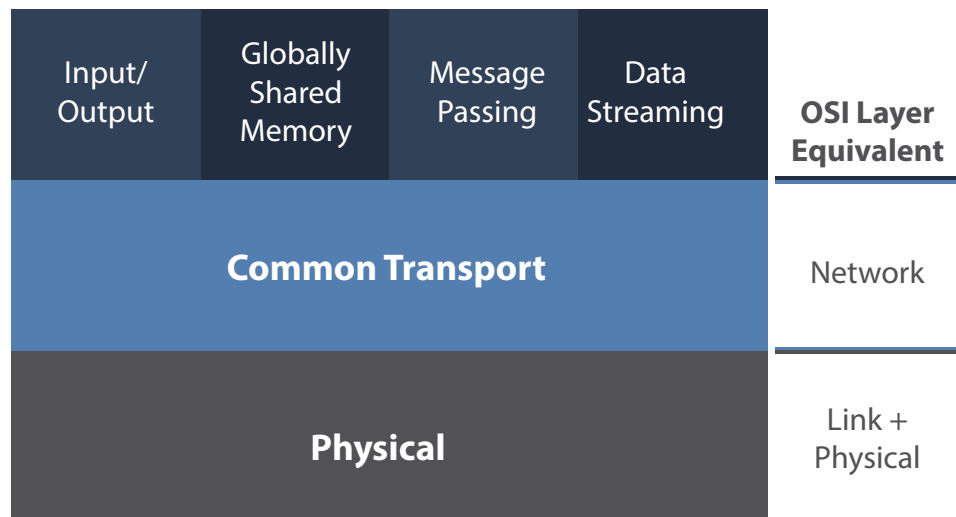 Input/
Output
Globally
Shared
Memory
Message
Passing
Data
Streaming
OSI Layer
Equivalent
Common Transport
Network
Physical
Link +
Physical